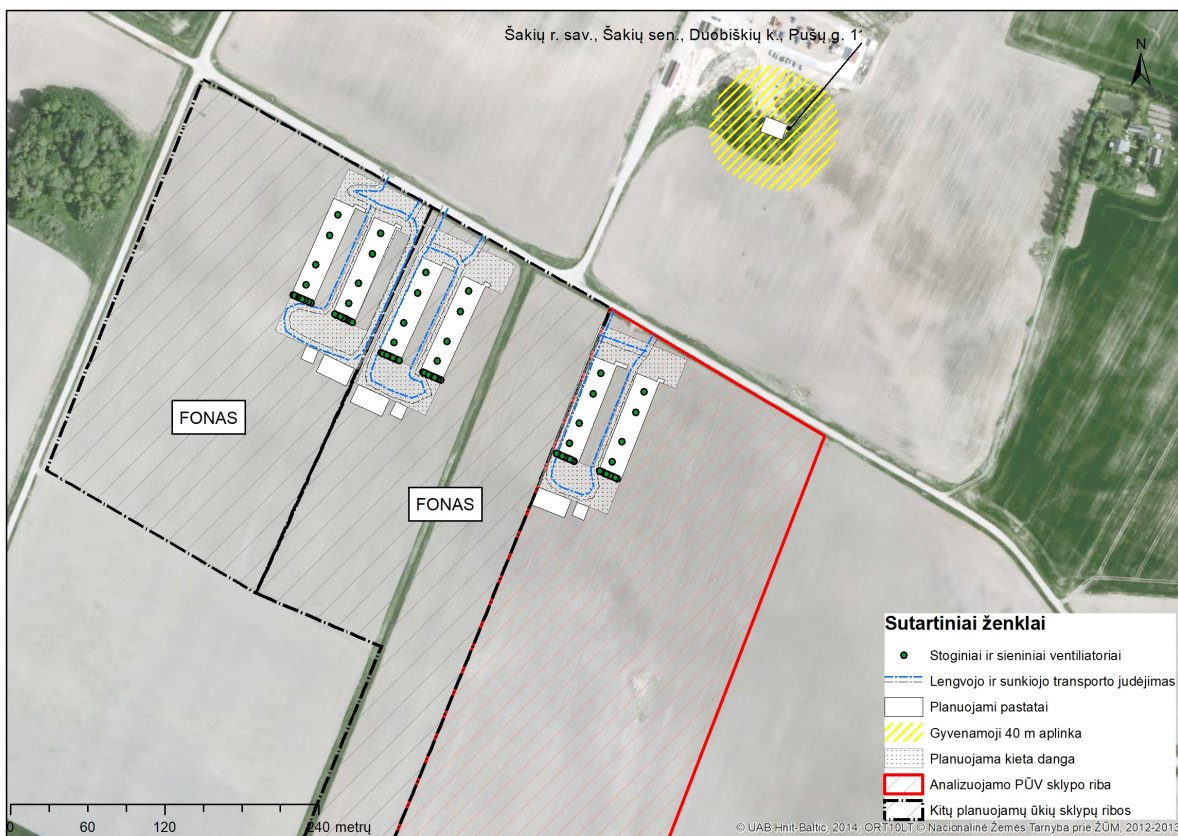 Šakių r. sav., Šakių sen., Duobiškių k., Pušų g. 1
N
FONAS
FONAS
Sutartiniai ženklai
Stoginiai ir sieniniai ventiliatoriai
Lengvojo ir sunkiojo transporto judėjimas
Planuojami pastatai
Gyvenamoji 40 m aplinka
Planuojama kieta danga
Analizuojamo PŪV sklypo riba
Kitų planuojamų ūkių sklypų ribos
0 60 120 240 metrų
© UAB Hnit-Baltic, 2014, ORT10LT © Nacionalinė Žemės Tarnyba prie ŽŪM, 2012-2013